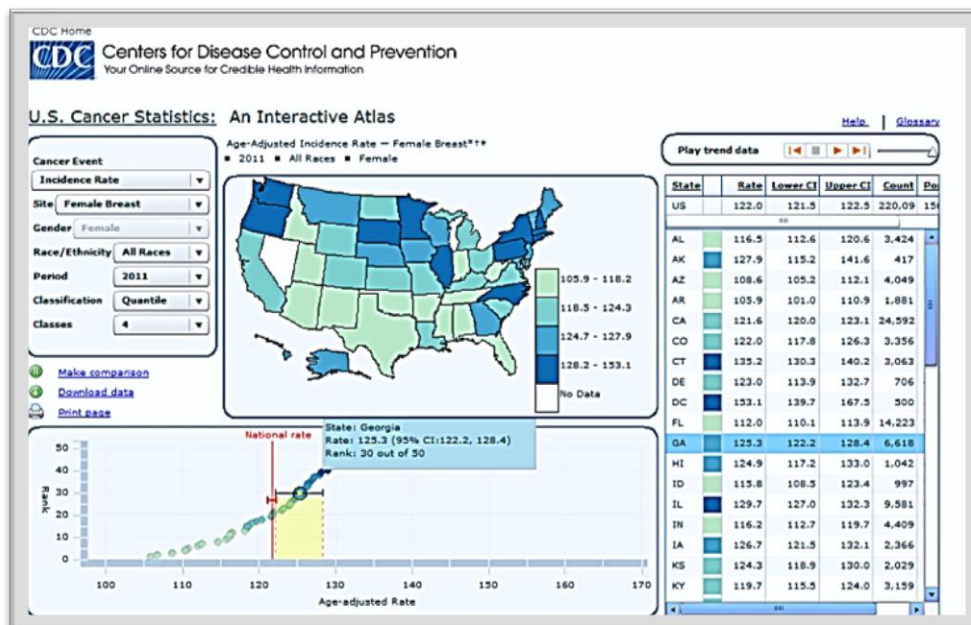 CDC Home
CDC
Centers for Disease Control and Prevention
Your Online Source for Credible Health Information
U.S. Cancer Statistics: An Interactive Atlas
Help | Glossary
Cancer Event
Incidence Rate
Site Female Breast
Gender Female
Race/Ethnicity All Races
Period 2011
Classification Quantile
Classes 4
Make comparison
Download data
Print page
Age-Adjusted Incidence Rate — Female Breast*†+
2011 All Races Female
105.9 - 118.2
118.5 - 124.3
124.7 - 127.9
128.2 - 153.1
No Data
Play trend data
State Rate Lower CI Upper CI Count
US 122.0 121.5 122.5 220,09
AL 116.5 112.6 120.6 3,424
AK 127.9 115.2 141.6 417
AZ 108.6 105.2 112.1 4,049
AR 105.9 101.0 110.9 1,881
CA 121.6 120.0 123.1 24,592
CO 122.0 117.8 126.3 3,356
CT 135.2 130.3 140.2 3,063
DE 123.0 113.9 132.7 706
DC 153.1 139.7 167.5 500
FL 112.0 110.1 113.9 14,223
GA 125.3 122.2 128.4 6,618
HI 124.9 117.2 133.0 1,042
ID 115.8 108.5 123.4 997
IL 129.7 127.0 132.3 9,581
IN 116.2 112.7 119.7 4,409
IA 126.7 121.5 132.1 2,366
KS 124.3 118.9 130.0 2,029
KY 119.7 115.5 124.0 3,159
State: Georgia
Rate: 125.3 (95% CI:122.2, 128.4)
Rank: 30 out of 50
National rate
Rank
50
40
30
20
10
0
100 110 120 130 140 150 160 170
Age-adjusted Rate